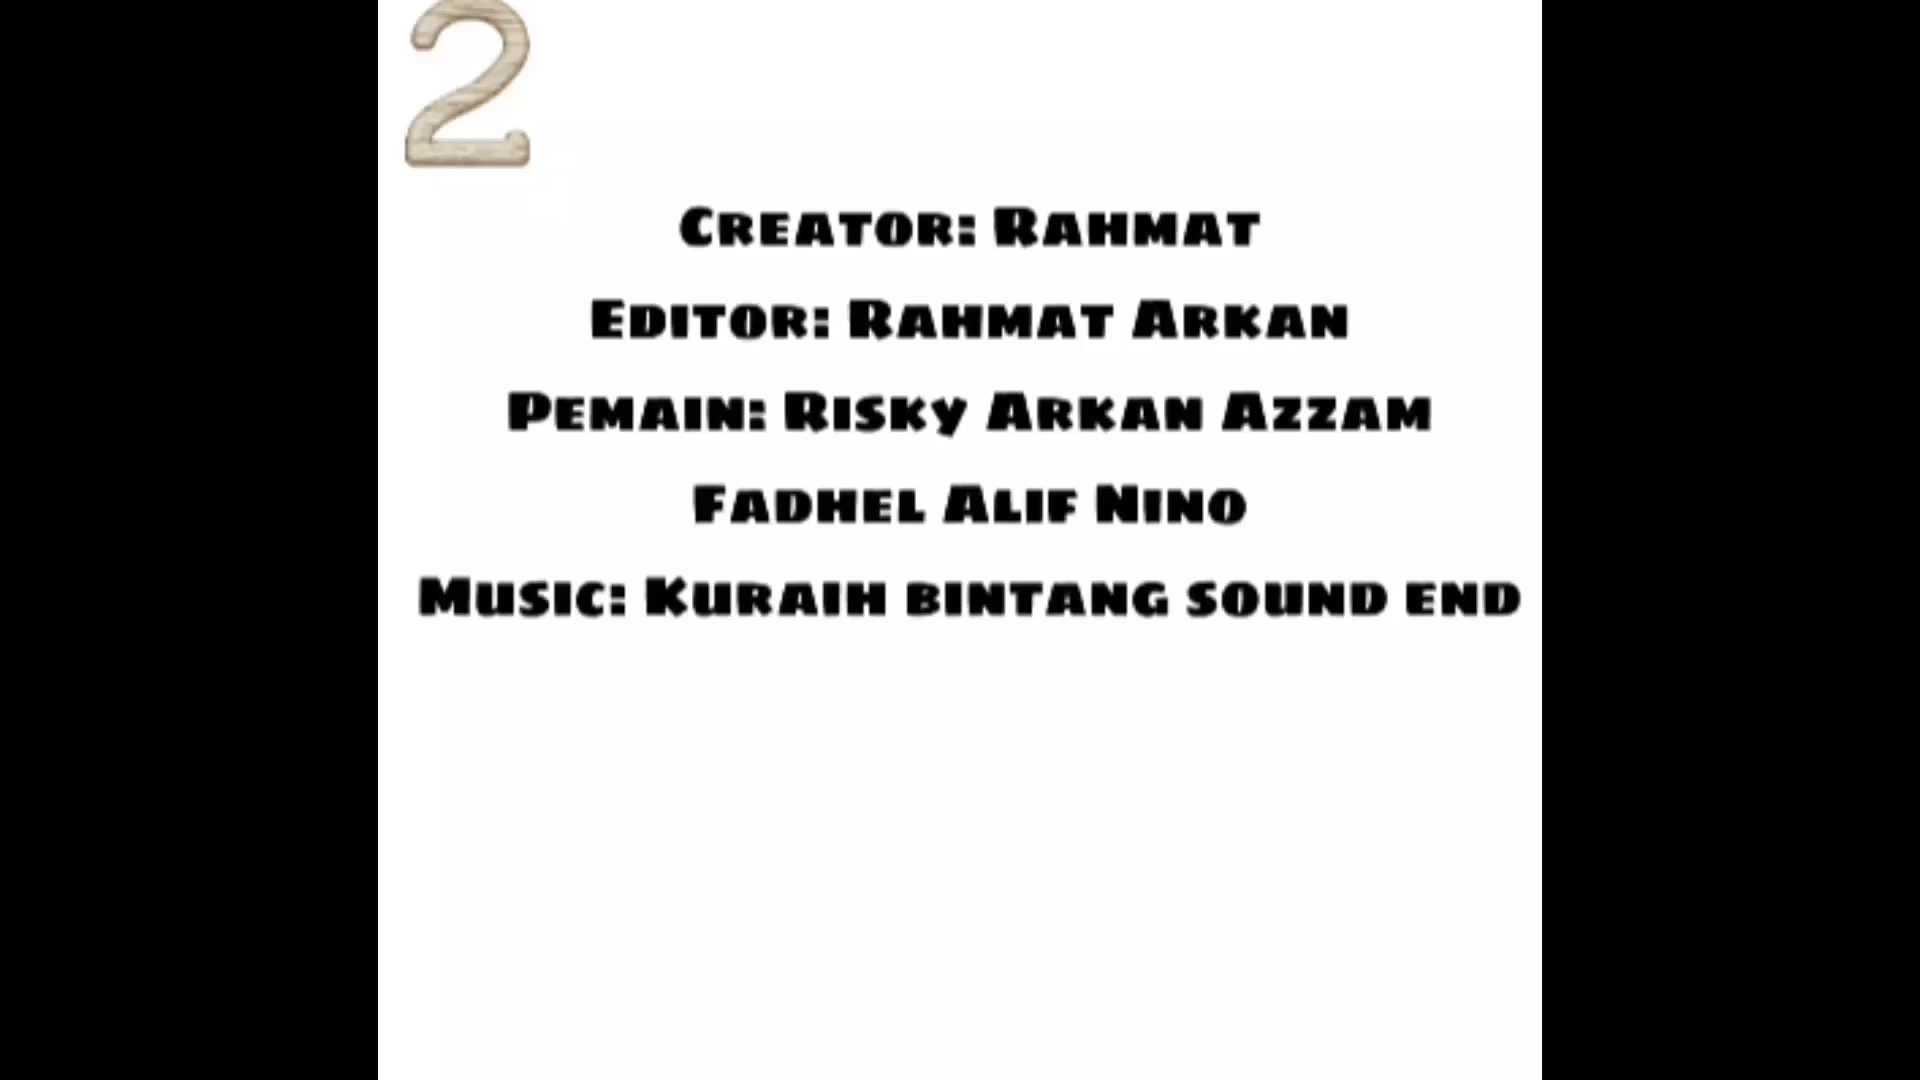 2
Creator: Rahmat
Editor: Rahmat Arkan
Pemain: Risky Arkan Azzam
Fadhel Alif Nino
Music: Kuraih bintang sound end